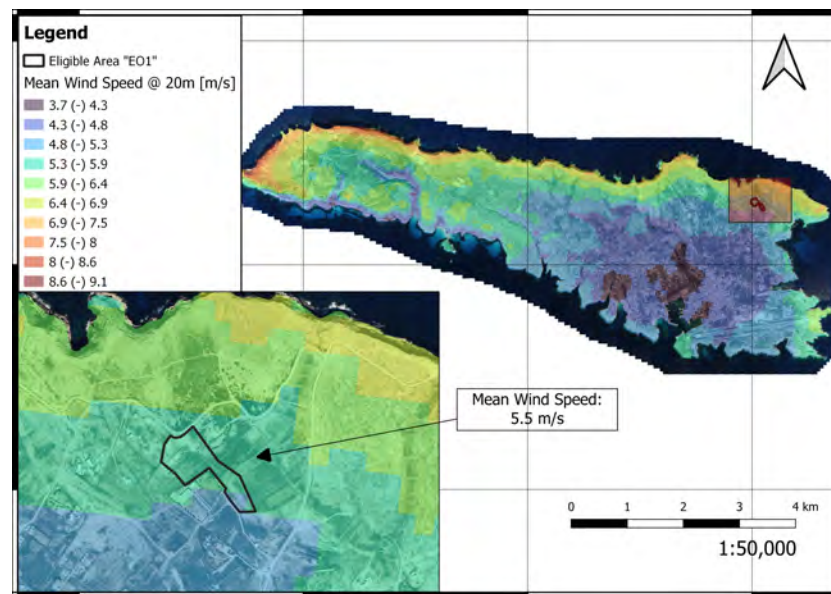 Legend
Eligible Area "EO1"
Mean Wind Speed @ 20m [m/s]
3.7 (-) 4.3
4.3 (-) 4.8
4.8 (-) 5.3
5.3 (-) 5.9
5.9 (-) 6.4
6.4 (-) 6.9
6.9 (-) 7.5
7.5 (-) 8
8 (-) 8.6
8.6 (-) 9.1
Mean Wind Speed:
5.5 m/s
0 1 2 3 4 km
1:50,000